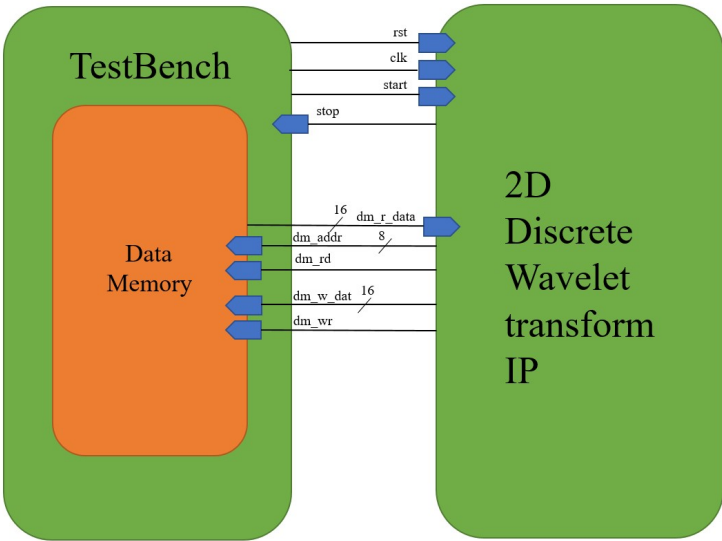 TestBench
rst
clk
start
stop
16
dm_r_data
dm_addr
8
dm_rd
dm_w_dat
16
dm_wr
Data
Memory
2D
Discrete
Wavelet
transform
IP